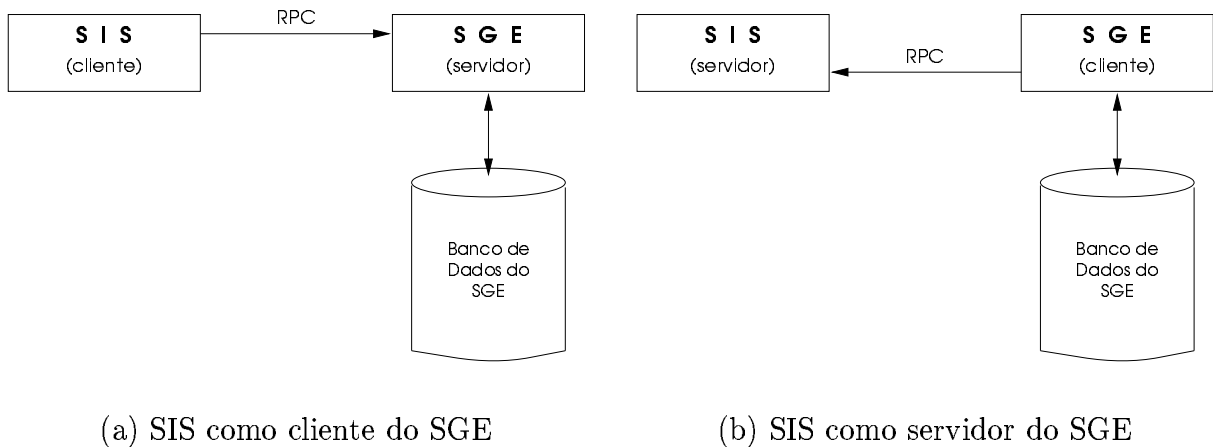 RPC
S I S
(cliente)
S G E
(servidor)
Banco de
Dados do
SGE
(a) SIS como cliente do SGE
S I S
(servidor)
RPC
S G E
(cliente)
Banco de
Dados do
SGE
(b) SIS como servidor do SGE